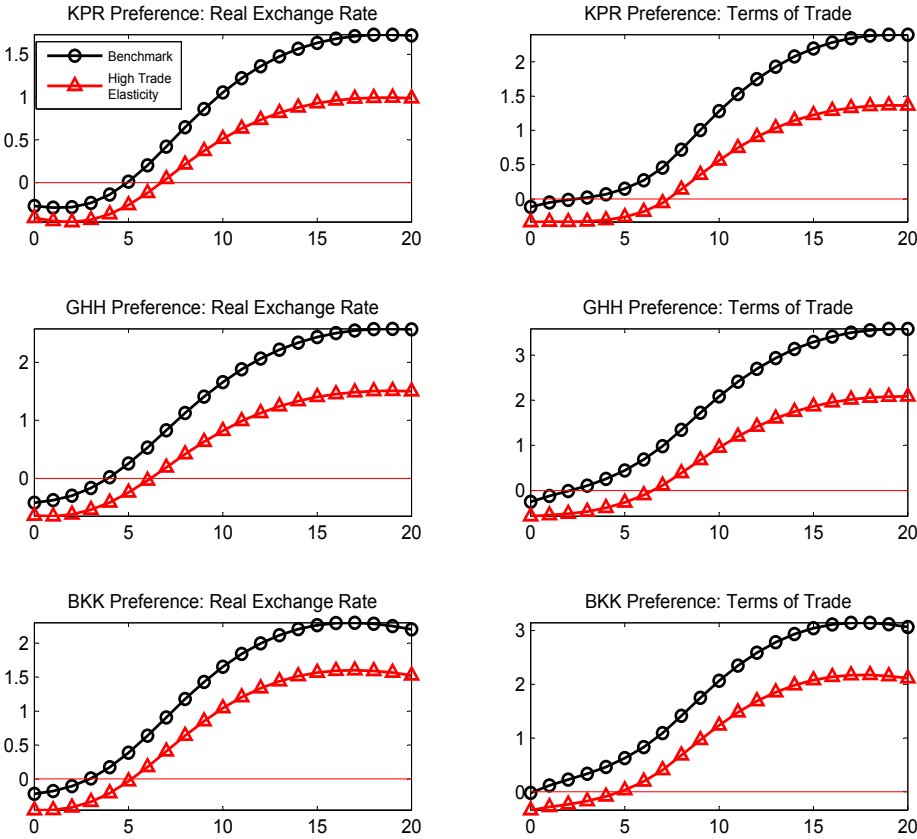 KPR Preference: Real Exchange Rate
1.5
1
0.5
0
Benchmark
High Trade
Elasticity
0 5 10 15 20
KPR Preference: Terms of Trade
2
1.5
1
0.5
0
0 5 10 15 20
GHH Preference: Real Exchange Rate
2
1
0
0 5 10 15 20
GHH Preference: Terms of Trade
3
2
1
0
0 5 10 15 20
BKK Preference: Real Exchange Rate
2
1.5
1
0.5
0
0 5 10 15 20
BKK Preference: Terms of Trade
3
2
1
0
0 5 10 15 20